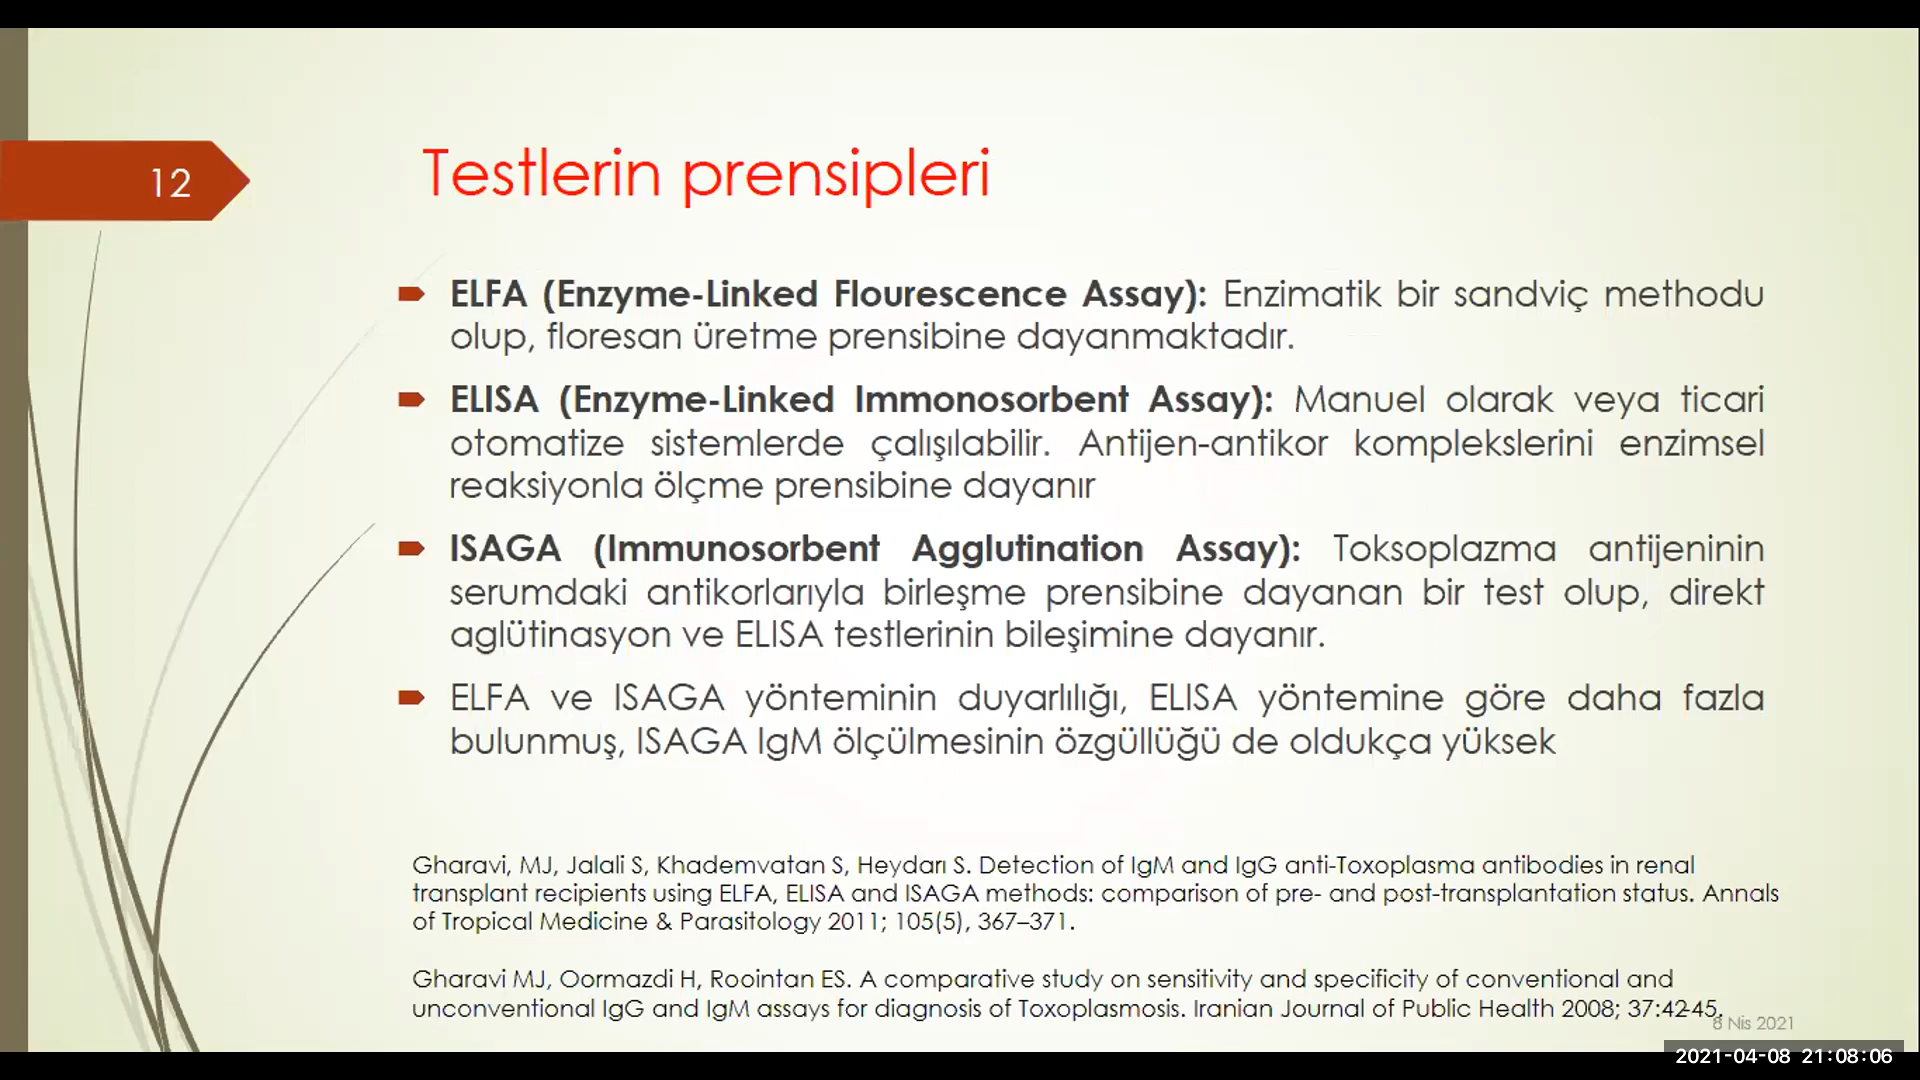 12
Testlerin prensipleri
ELFA (Enzyme-Linked Flourescence Assay): Enzimatik bir sandviç methodu
olup, floresan üretme prensibine dayanmaktadır.
ELISA (Enzyme-Linked Immonosorbent Assay): Manuel olarak veya ticari
otomatize sistemlerde çalışılabilir. Antijen-antikor komplekslerini enzimsel
reaksiyonla ölçme prensibine dayanır
ISAGA (Immunosorbent Agglutination Assay): Toksoplazma antijeninin
serumdaki antikorlarıyla birleşme prensibine dayanan bir test olup, direkt
aglütinasyon ve ELISA testlerinin bileşimine dayanır.
ELFA ve ISAGA yönteminin duyarlılığı, ELISA yöntemine göre daha fazla
bulunmuş, ISAGA IgM ölçülmesinin özgüllüğü de oldukça yüksek
Gharavi, MJ, Jalali S, Khademvatan S, Heydarı S. Detection of IgM and IgG anti-Toxoplasma antibodies in renal
transplant recipients using ELFA, ELISA and ISAGA methods: comparison of pre- and post-transplantation status. Annals
of Tropical Medicine & Parasitology 2011; 105(5), 367–371.
Gharavi MJ, Oormazdi H, Roointan ES. A comparative study on sensitivity and specificity of conventional and
unconventional IgG and IgM assays for diagnosis of Toxoplasmosis. Iranian Journal of Public Health 2008; 37:42-45.
8 Nis 2021
2021-04-08 21:08:06